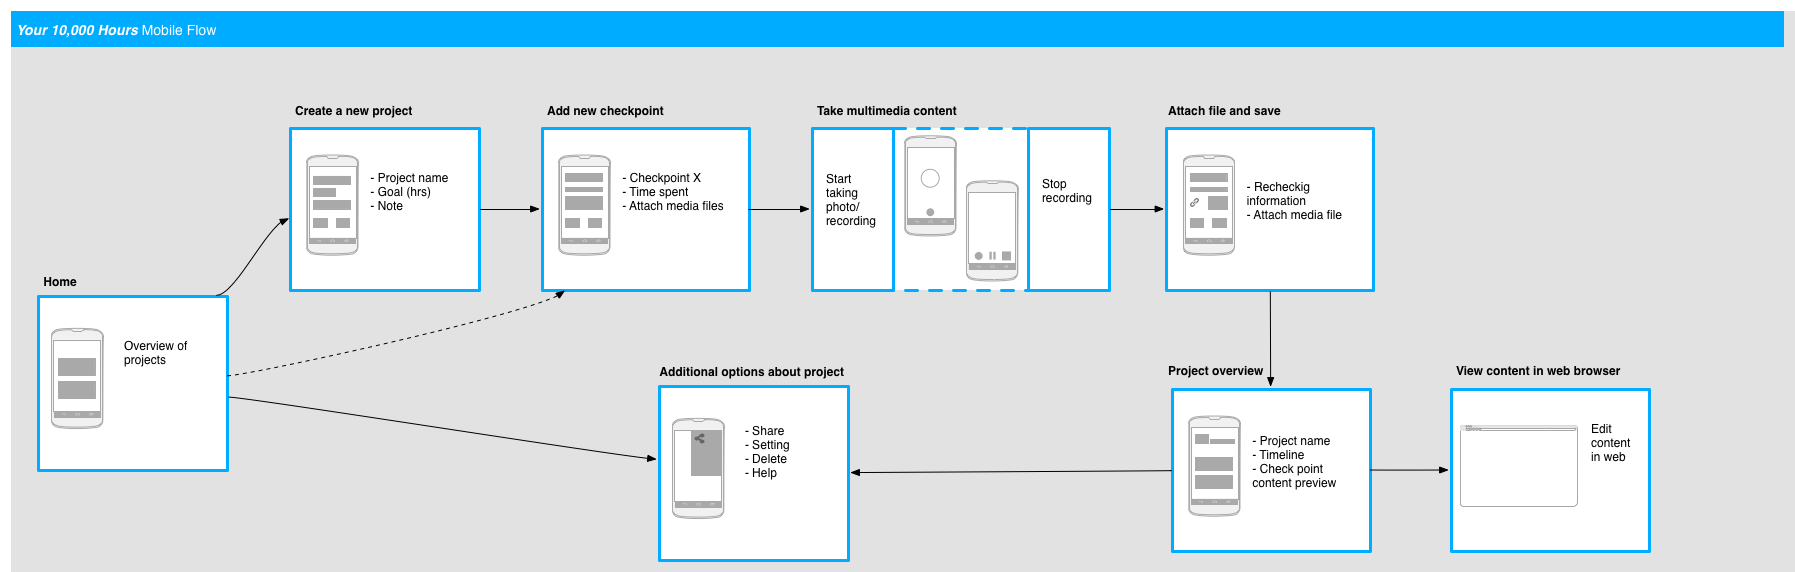 Your 10,000 Hours Mobile Flow
Create a new project
- Project name
- Goal (hrs)
- Note
Add new checkpoint
- Checkpoint X
- Time spent
- Attach media files
Take multimedia content
Start
taking
photo/
recording
Stop
recording
Attach file and save
- Recheckig
information
- Attach media file
Home
Overview of
projects
Additional options about project
- Share
- Setting
- Delete
- Help
Project overview
- Project name
- Timeline
- Check point
content preview
View content in web browser
Edit
content
in web